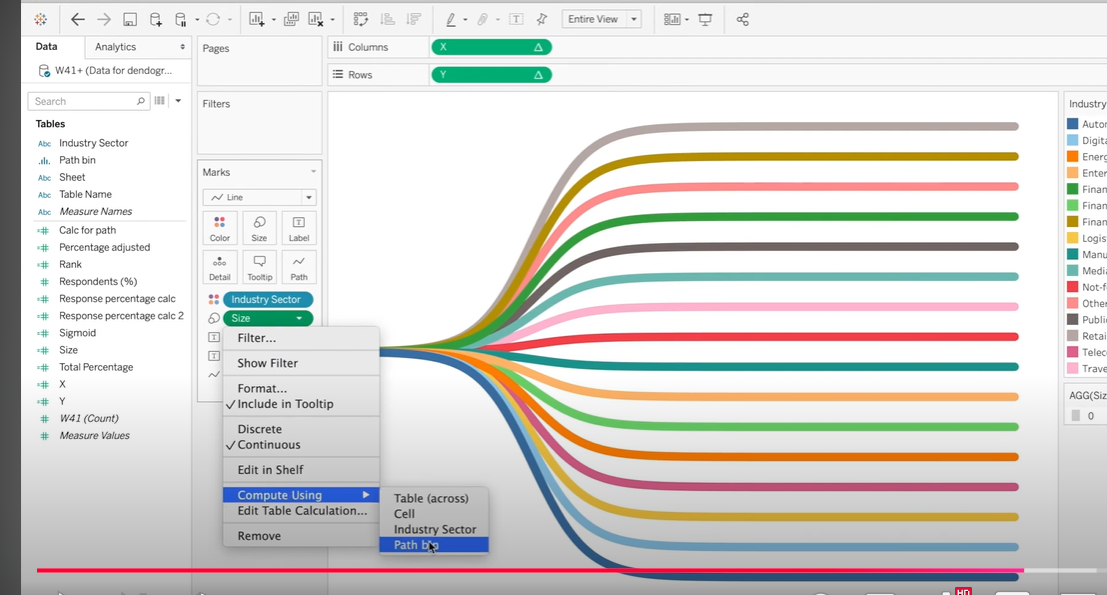 Entire View
Data
Analytics
Pages
Columns
X
W41+ (Data for dendogr...
Rows
Y
Search
Filters
Tables
Industry
Abc Industry Sector
Path bin
Abc Sheet
Abc Table Name
Abc Measure Names
Calc for path
Percentage adjusted
Rank
Respondents (%)
Response percentage calc
Response percentage calc 2
Sigmoid
Size
Total Percentage
X
Y
W41 (Count)
Measure Values
Marks
Line
Color
Size
Label
Detail
Tooltip
Path
Industry Sector
Size
Filter...
Show Filter
Format...
Include in Tooltip
Discrete
Continuous
Edit in Shelf
Compute Using
Edit Table Calculation...
Remove
Table (across)
Cell
Industry Sector
Path bin
Auton
Digita
Energ
Enter
Finan
Finan
Finan
Logis
Manu
Media
Not-f
Other
Public
Retai
Telec
Trave
AGG(Siz
0
HD